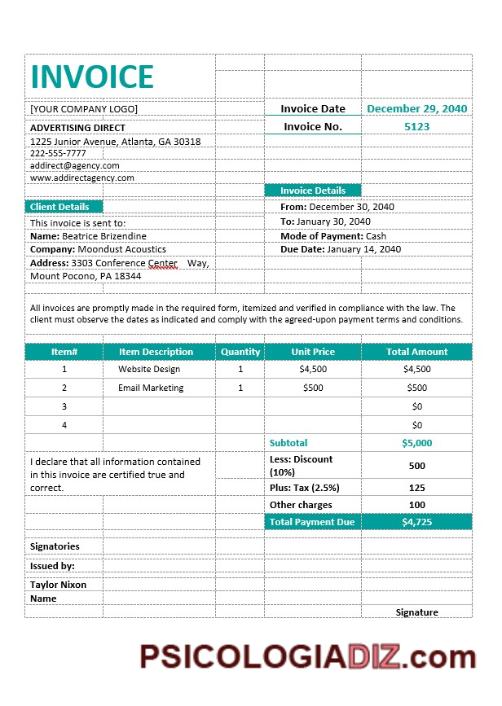 INVOICE
[YOUR COMPANY LOGO]
Invoice Date December 29, 2040
ADVERTISING DIRECT
Invoice No. 5123
1225 Junior Avenue, Atlanta, GA 30318
222-555-7777
addirect@agency.com
www.addirectagency.com
Invoice Details
Client Details
From: December 30, 2040
This invoice is sent to:
To: January 30, 2040
Name: Beatrice Brizendine
Mode of Payment: Cash
Company: Moondust Acoustics
Due Date: January 14, 2040
Address: 3303 Conference Center Way,
Mount Pocono, PA 18344
All invoices are promptly made in the required form, itemized and verified in compliance with the law. The
client must observe the dates as indicated and comply with the agreed-upon payment terms and conditions.
Item# Item Description Quantity Unit Price Total Amount
1 Website Design 1 $4,500 $4,500
2 Email Marketing 1 $500 $500
3 $0
4 $0
Subtotal $5,000
I declare that all information contained
in this invoice are certified true and
correct.
Less: Discount
(10%) 500
Plus: Tax (2.5%) 125
Other charges 100
Total Payment Due $4,725
Signatories
Issued by:
Taylor Nixon
Name
Signature
PSICOLOGIADIZ.com